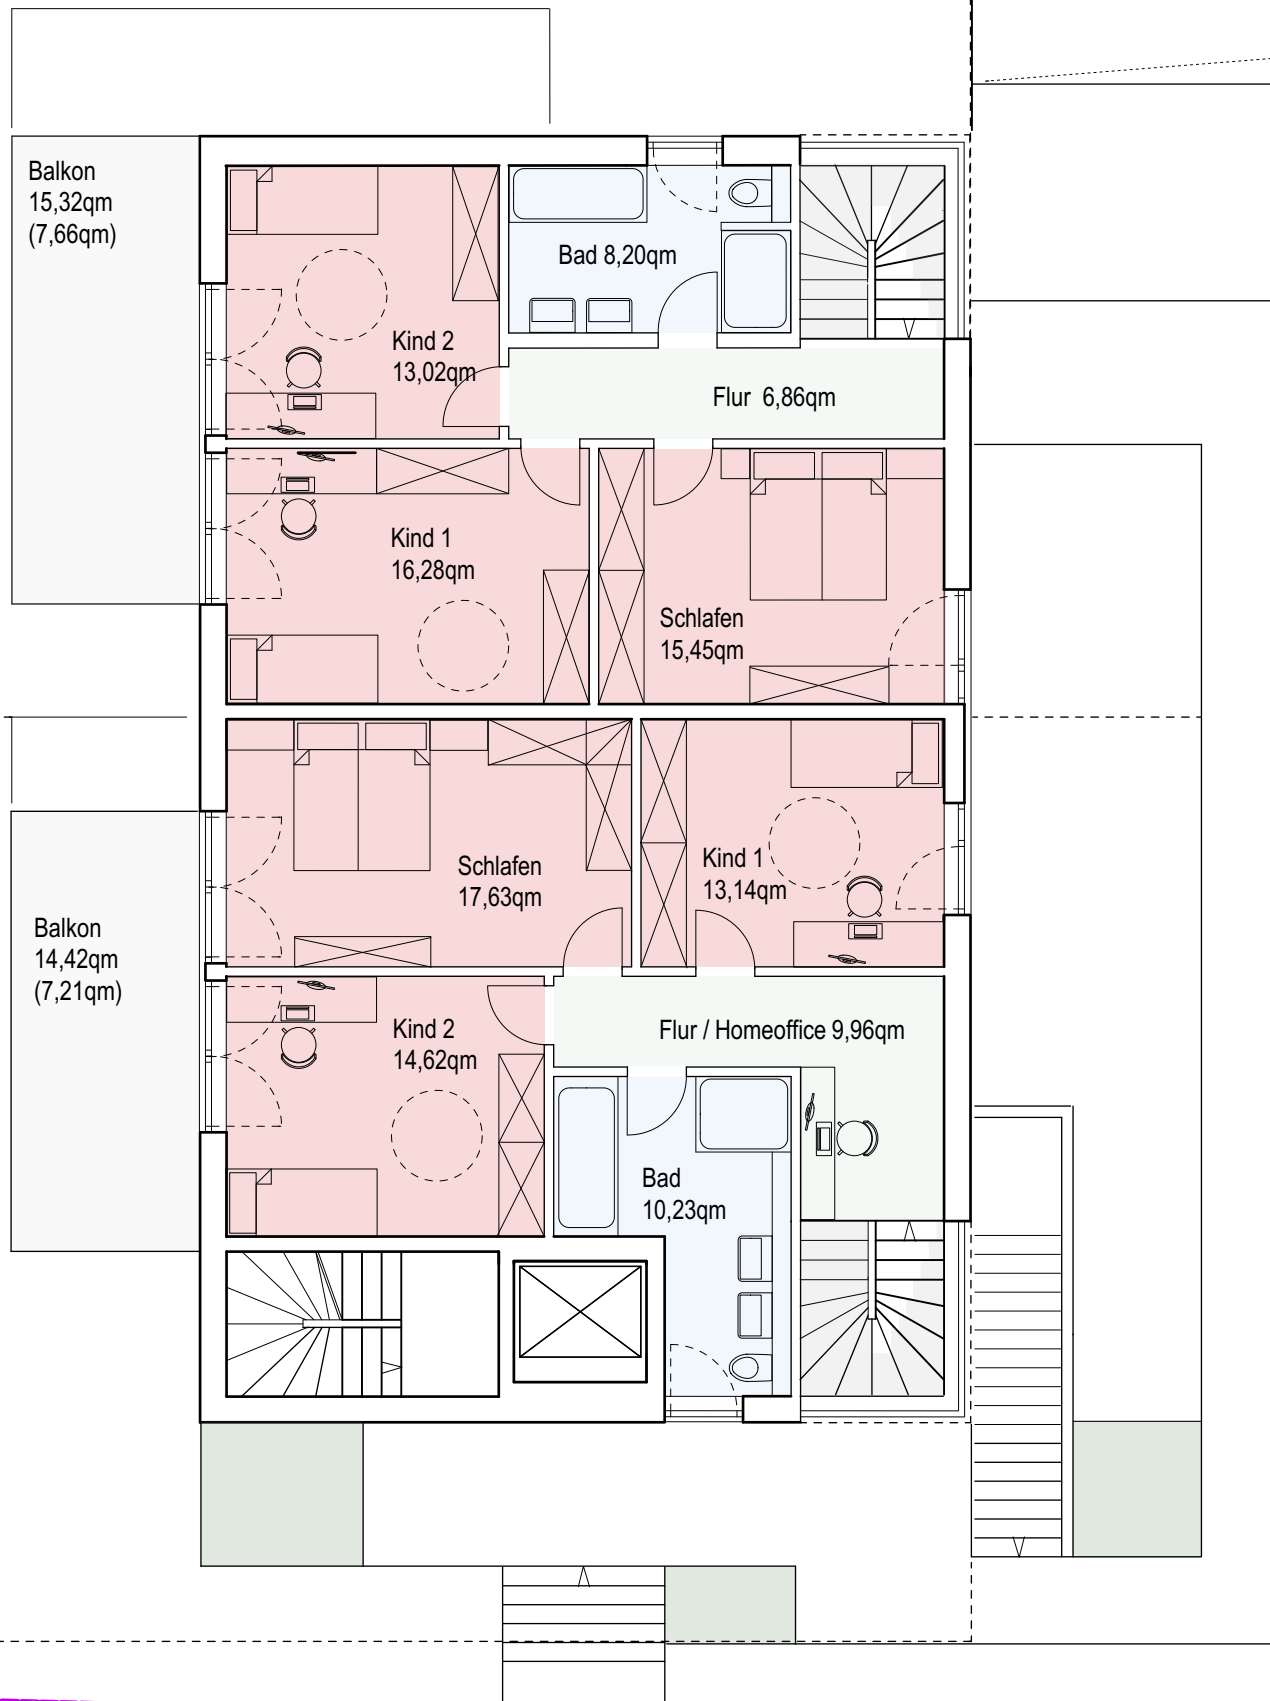 Balkon
15,32qm
(7,66qm)
Bad 8,20qm
Kind 2
13,02qm
Flur 6,86qm
Kind 1
16,28qm
Schlafen
15,45qm
Schlafen
17,63qm
Kind 1
13,14qm
Balkon
14,42qm
(7,21qm)
Kind 2
14,62qm
Flur / Homeoffice 9,96qm
Bad
10,23qm